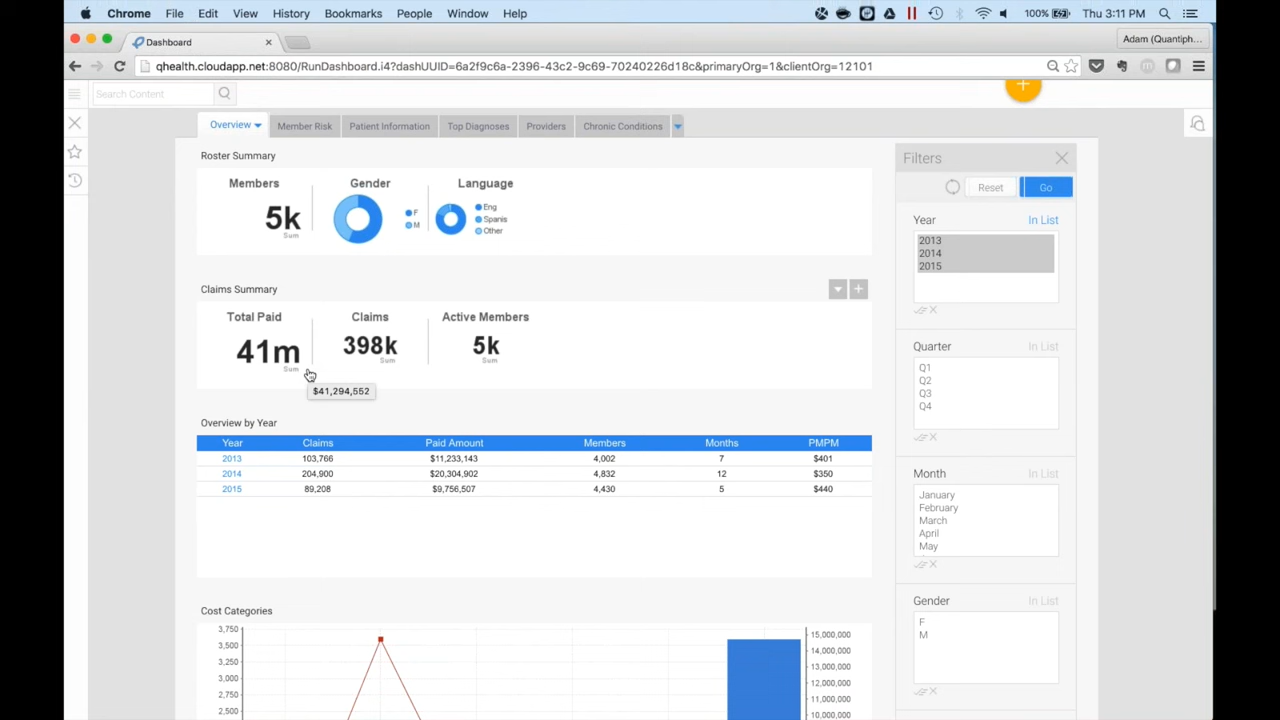 Chrome File Edit View History Bookmarks People Window Help 100% Thu 3:11 PM
Dashboard Adam (Quantiph...
qhealth.cloudapp.net:8080/RunDashboard.i4?dashUUID=6a2f9c6a-2396-43c2-9c69-70240226d18c&primaryOrg=1&clientOrg=12101
Search Content
Overview Member Risk Patient Information Top Diagnoses Providers Chronic Conditions
Roster Summary
Members Gender Language
5k
Sum
F
M
Eng
Spanis
Other
Claims Summary
Total Paid Claims Active Members
41m 398k 5k
Sum Sum Sum
$41,294,552
Overview by Year
Year Claims Paid Amount Members Months PMPM
2013 103,766 $11,233,143 4,002 7 $401
2014 204,900 $20,304,902 4,832 12 $350
2015 89,208 $9,756,507 4,430 5 $440
Cost Categories
3,750
3,500
3,250
3,000
2,750
2,500
15,000,000
14,000,000
13,000,000
12,000,000
11,000,000
10,000,000
Filters
Reset Go
Year In List
2013
2014
2015
Quarter In List
Q1
Q2
Q3
Q4
Month In List
January
February
March
April
May
Gender In List
F
M